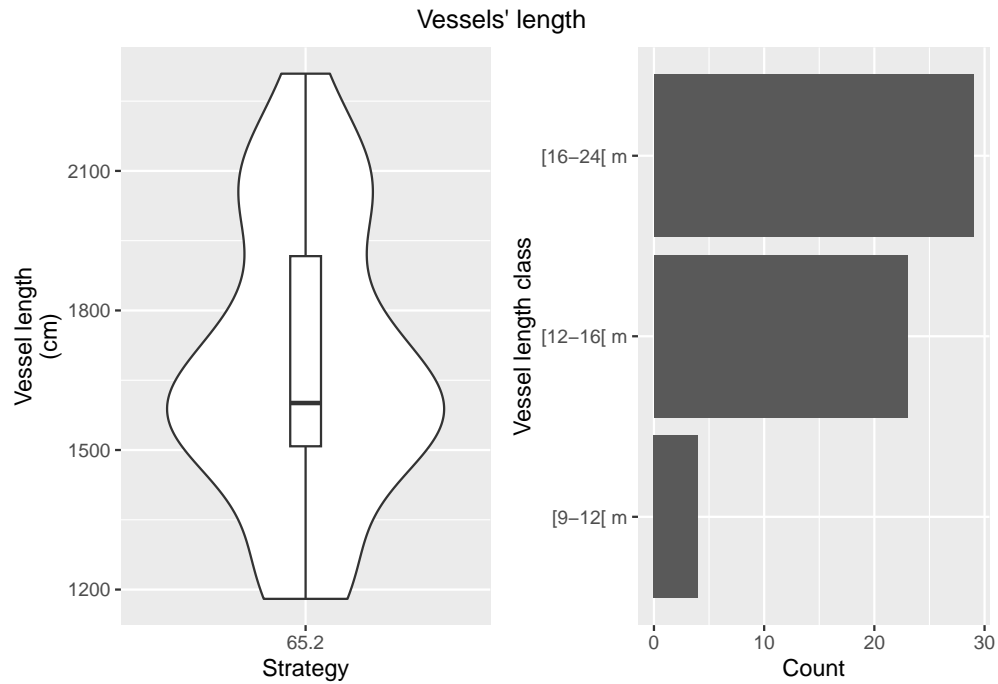 Vessels' length
Vessel length
(cm)
2100
1800
1500
1200
65.2
Strategy
Vessel length class
[16−24[ m
[12−16[ m
[9−12[ m
0
10
20
30
Count